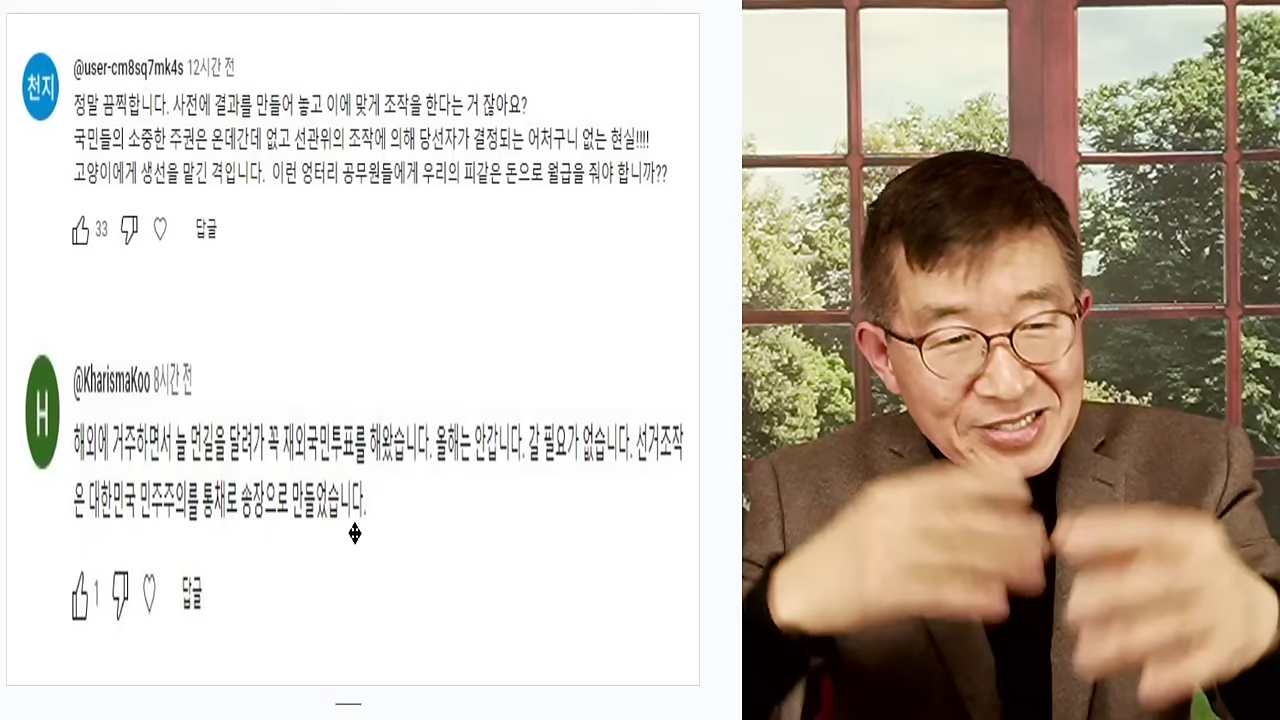 천지
@user-cm8sq7mk4s 12시간 전
정말 끔찍합니다. 사전에 결과를 만들어 놓고 이에 맞게 조작을 한다는 거 잖아요?
국민들의 소중한 주권은 온데간데 없고 선관위의 조작에 의해 당선자가 결정되는 어처구니 없는 현실!!!!
고양이에게 생선을 맡긴 격입니다. 이런 엉터리 공무원들에게 우리의 피같은 돈으로 월급을 줘야 합니까??
33 답글
H
@KharismaKoo 8시간 전
해외에 거주하면서 늘 먼길을 달려가 꼭 재외국민투표를 해왔습니다. 올해는 안갑니다. 갈 필요가 없습니다. 선거조작
은 대한민국 민주주의를 통채로 송장으로 만들었습니다.
1 답글